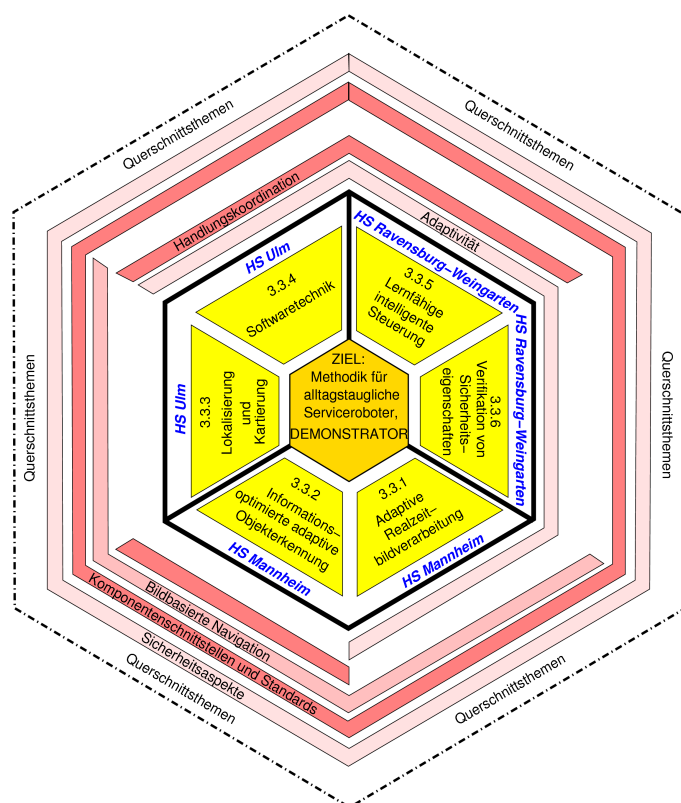 Querschnittsthemen
Querschnittsthemen
Handlungskoordination
Adaptivität
HS Ulm
HS Ravensburg–Weingarten
3.3.4
Softwaretechnik
3.3.5
Lernfähige
intelligente
Steuerung
HS Ravensburg–Weingarten
3.3.6
Verifikation von
Sicherheits–
eigenschaften
ZIEL:
Methodik für
alltagstaugliche
Serviceroboter,
DEMONSTRATOR
HS Ulm
3.3.3
Lokalisierung
und
Kartierung
Querschnittsthemen
Querschnittsthemen
3.3.2
Informations–
optimierte adaptive
Objekterkennung
3.3.1
Adaptive
Realzeit–
bildverarbeitung
HS Mannheim
HS Mannheim
Bildbasierte Navigation
Komponentenschnittstellen und Standards
Sicherheitsaspekte
Querschnittsthemen
Querschnittsthemen